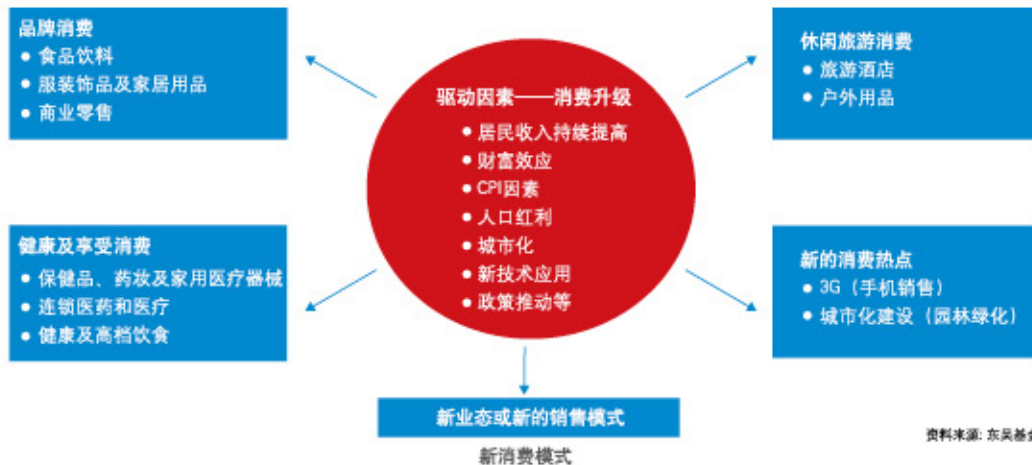 品牌消费
● 食品饮料
● 服装饰品及家居用品
● 商业零售
健康及享受消费
● 保健品、药妆及家用医疗器械
● 连锁医药和医疗
● 健康及高档饮食
驱动因素——消费升级
● 居民收入持续提高
● 财富效应
● CPI因素
● 人口红利
● 城市化
● 新技术应用
● 政策推动等
休闲旅游消费
● 旅游酒店
● 户外用品
新的消费热点
● 3G（手机销售）
● 城市化建设（园林绿化）
新业态或新的销售模式
新消费模式
资料来源: 东吴基金